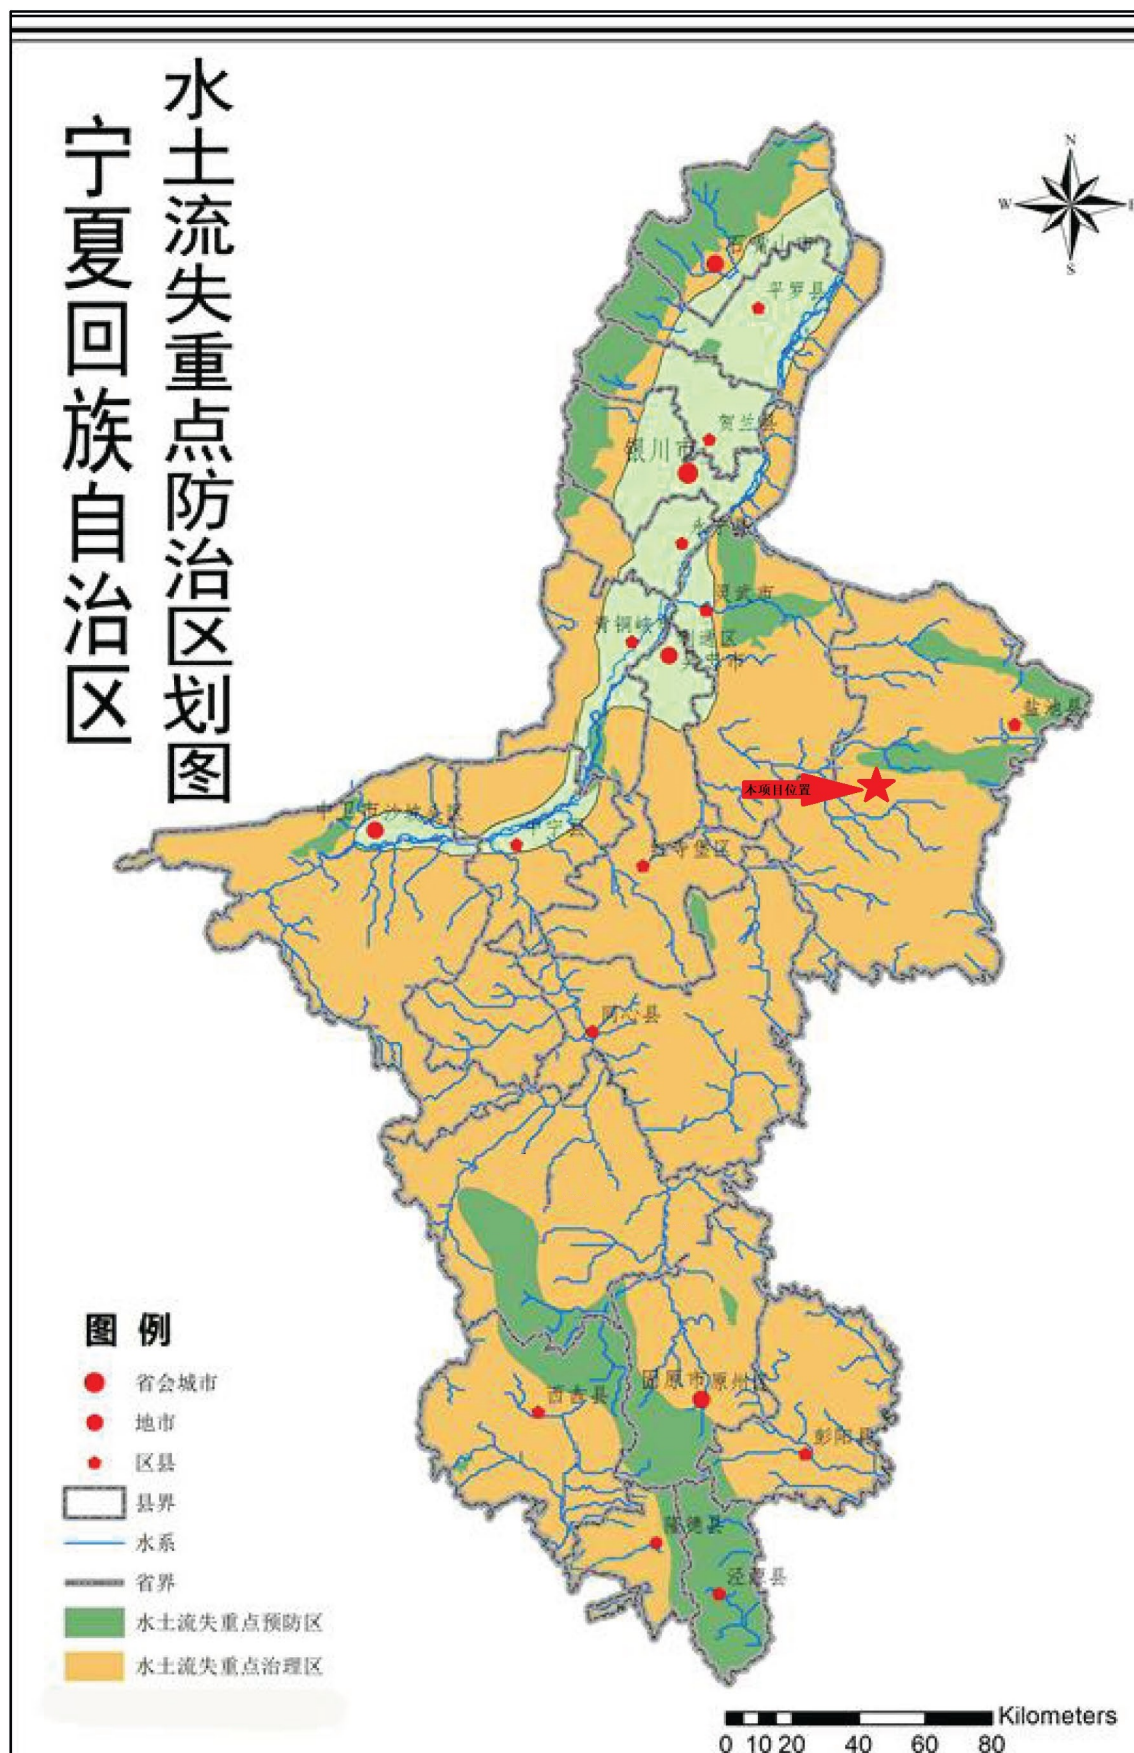 宁夏回族自治区
水土流失重点防治区划图
N
W
E
S
石嘴山市
平罗县
贺兰县
银川市
灵武市
青铜峡市
利通区
吴忠市
盐池县
本项目位置
中卫市
沙坡头区
中宁县
红寺堡区
同心县
西吉县
固原市
原州区
彭阳县
隆德县
泾源县
图 例
省会城市
地市
区县
县界
水系
省界
水土流失重点预防区
水土流失重点治理区
Kilometers
0 10 20 40 60 80